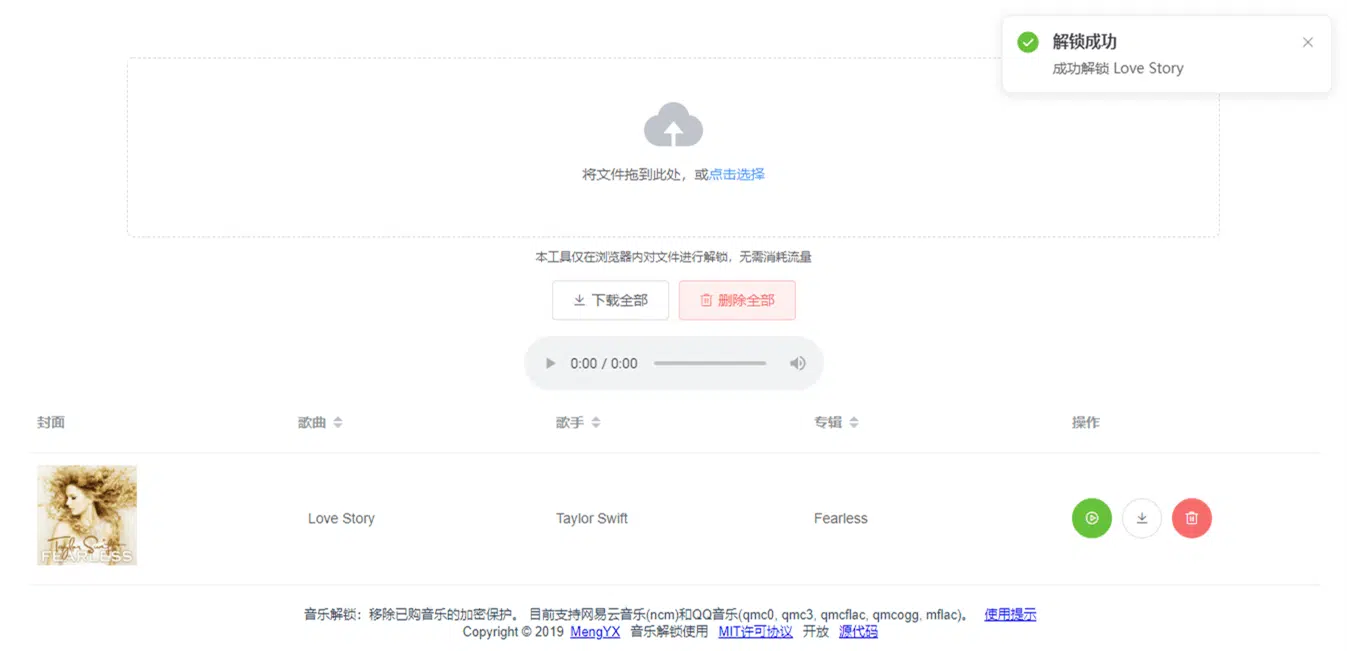 解锁成功
成功解锁 Love Story
将文件拖到此处，或点击选择
本工具仅在浏览器内对文件进行解锁，无需消耗流量
下载全部 删除全部
0:00 / 0:00
封面 歌曲 歌手 专辑 操作
Taylor Swift
FEARLESS
Love Story Taylor Swift Fearless
音乐解锁：移除已购音乐的加密保护。 目前支持网易云音乐(ncm)和QQ音乐(qmc0, qmc3, qmcflac, qmcogg, mflac)。 使用提示
Copyright © 2019 MengYX 音乐解锁使用 MIT许可协议 开放 源代码